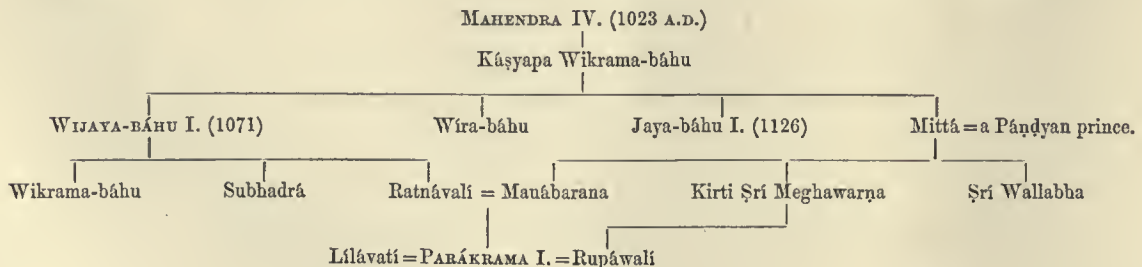 MAHENDRA IV. (1023 A.D.)
Káṣyapa Wikrama-báhu
WIJAYA-BÁHU I. (1071) Wíra-báhu Jaya-báhu I. (1126) Mittá = a Páṇḍyan prince.
Wikrama-báhu Subhadrá Ratnávalí = Manábarana Kirti Ṣrí Meghawarṇa Ṣrí Wallabha
Lílávatí = PARÁKRAMA I. = Rupáwalí